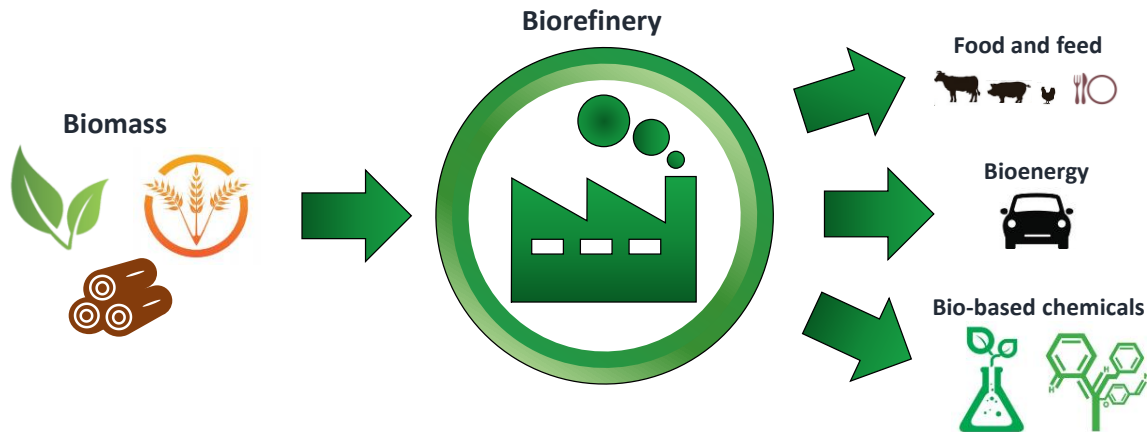 Biorefinery
Biomass
Food and feed
Bioenergy
Bio-based chemicals
H
H
O